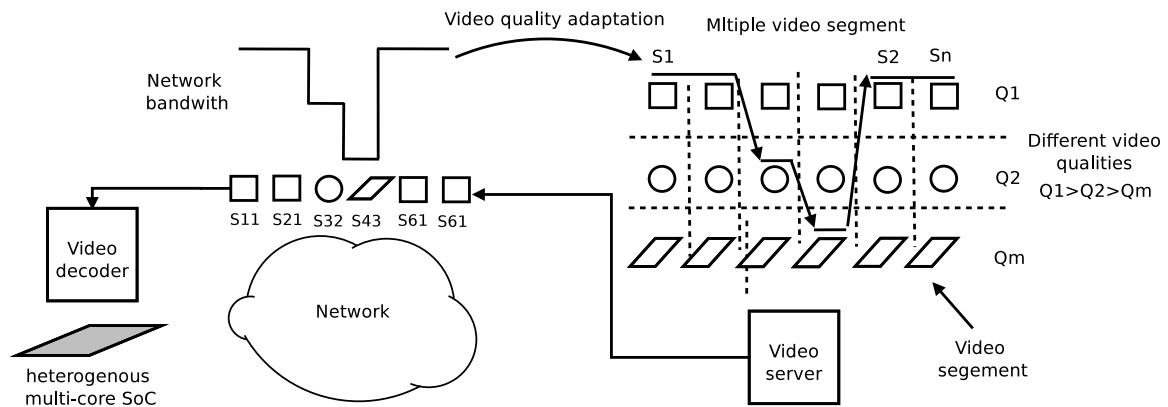 Video quality adaptation
Mltiple video segment
S1
S2
Sn
Network
bandwith
Q1
Different video
qualities
Q1>Q2>Qm
Q2
S11
S21
S32
S43
S61
S61
Video
decoder
Qm
Network
Video
server
Video
segement
heterogenous
multi-core SoC